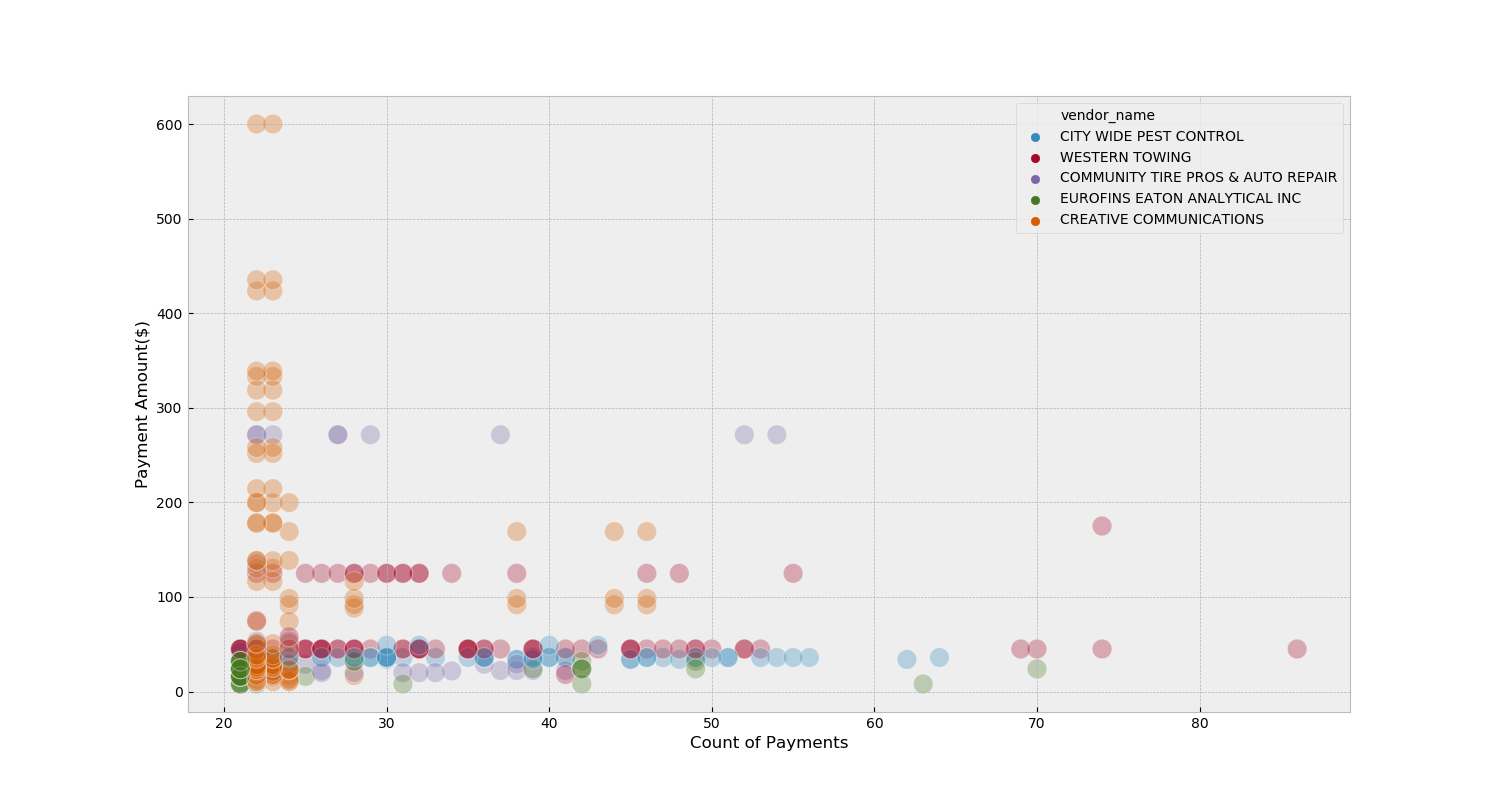 600
500
400
300
200
100
0
Payment Amount($)
vendor_name
CITY WIDE PEST CONTROL
WESTERN TOWING
COMMUNITY TIRE PROS & AUTO REPAIR
EUROFINS EATON ANALYTICAL INC
CREATIVE COMMUNICATIONS
20 30 40 50 60 70 80
Count of Payments